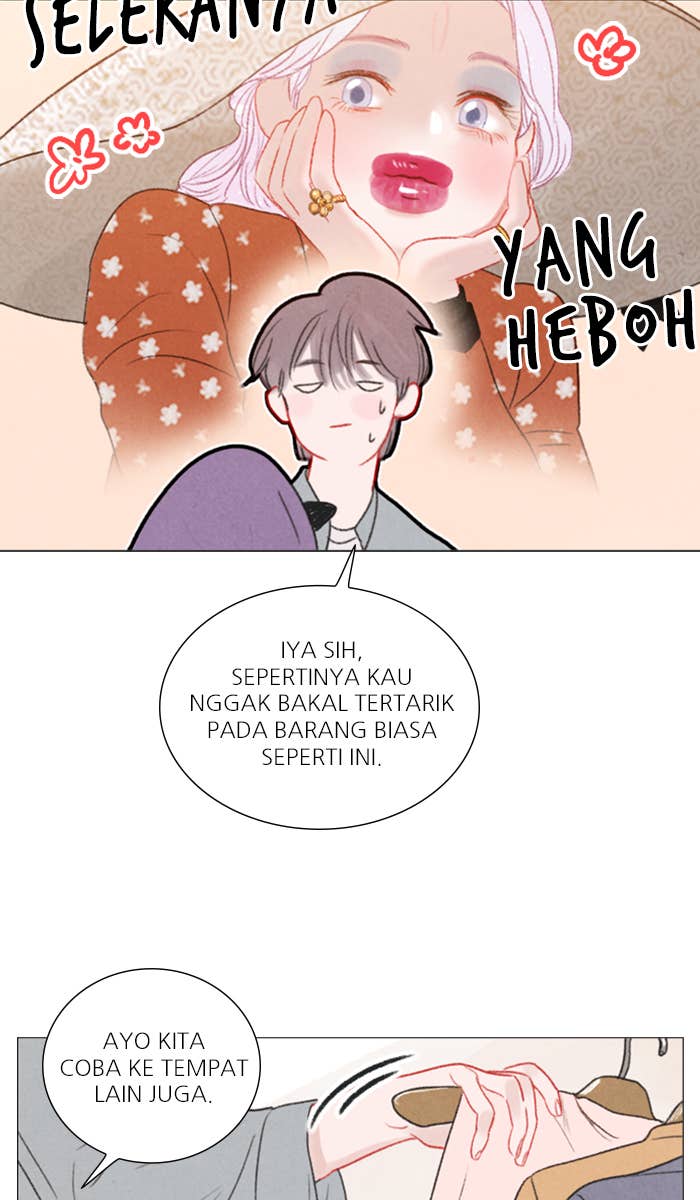 SELERANYA
YANG
HEBOH
IYA SIH,
SEPERTINYA KAU
NGGAK BAKAL TERTARIK
PADA BARANG BIASA
SEPERTI INI.
AYO KITA
COBA KE TEMPAT
LAIN JUGA.